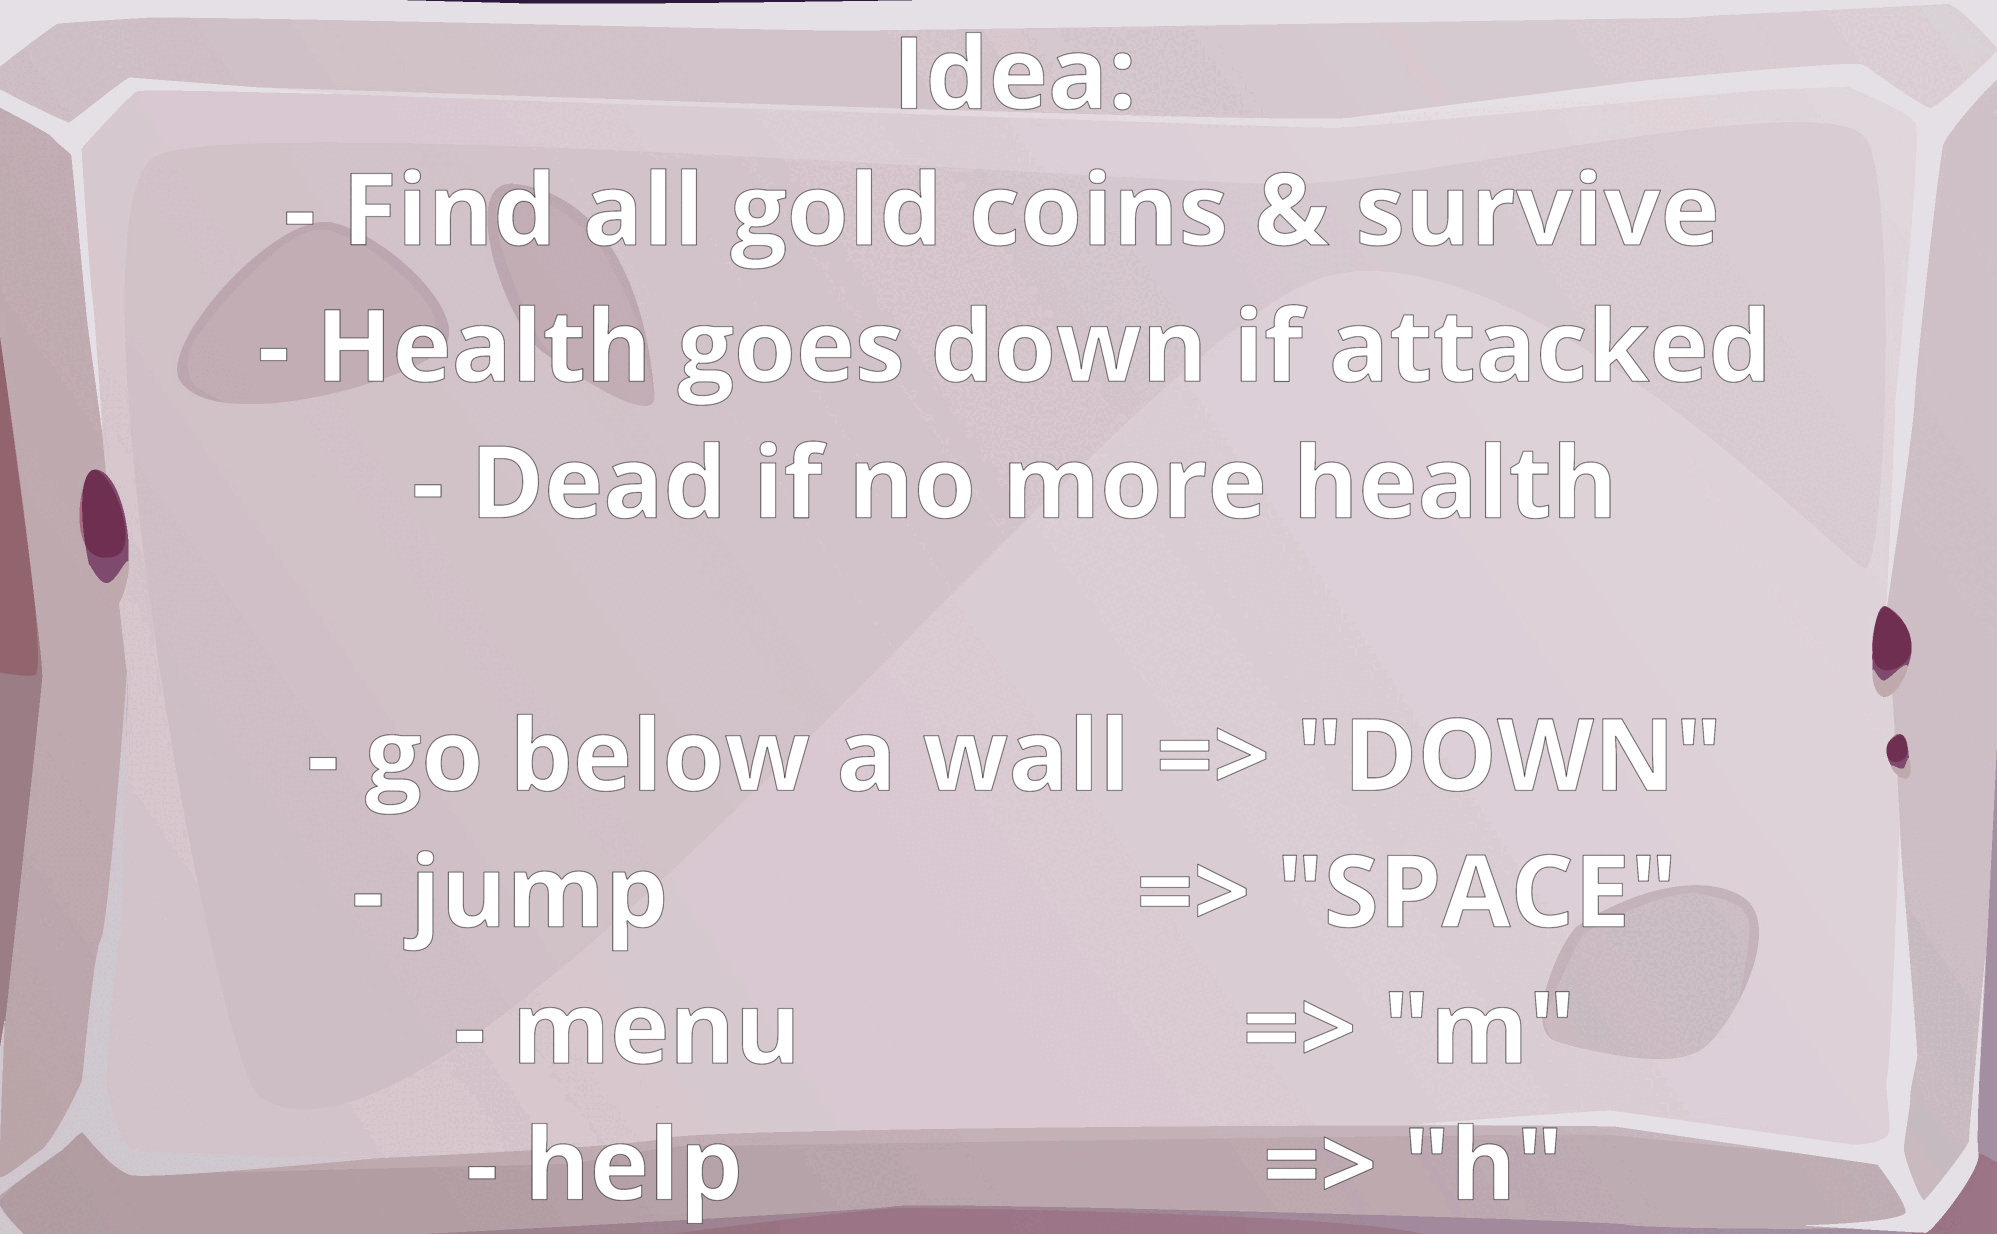 Idea:
- Find all gold coins & survive
- Health goes down if attacked
- Dead if no more health
- go below a wall => "DOWN"
- jump => "SPACE"
- menu => "m"
- help => "h"